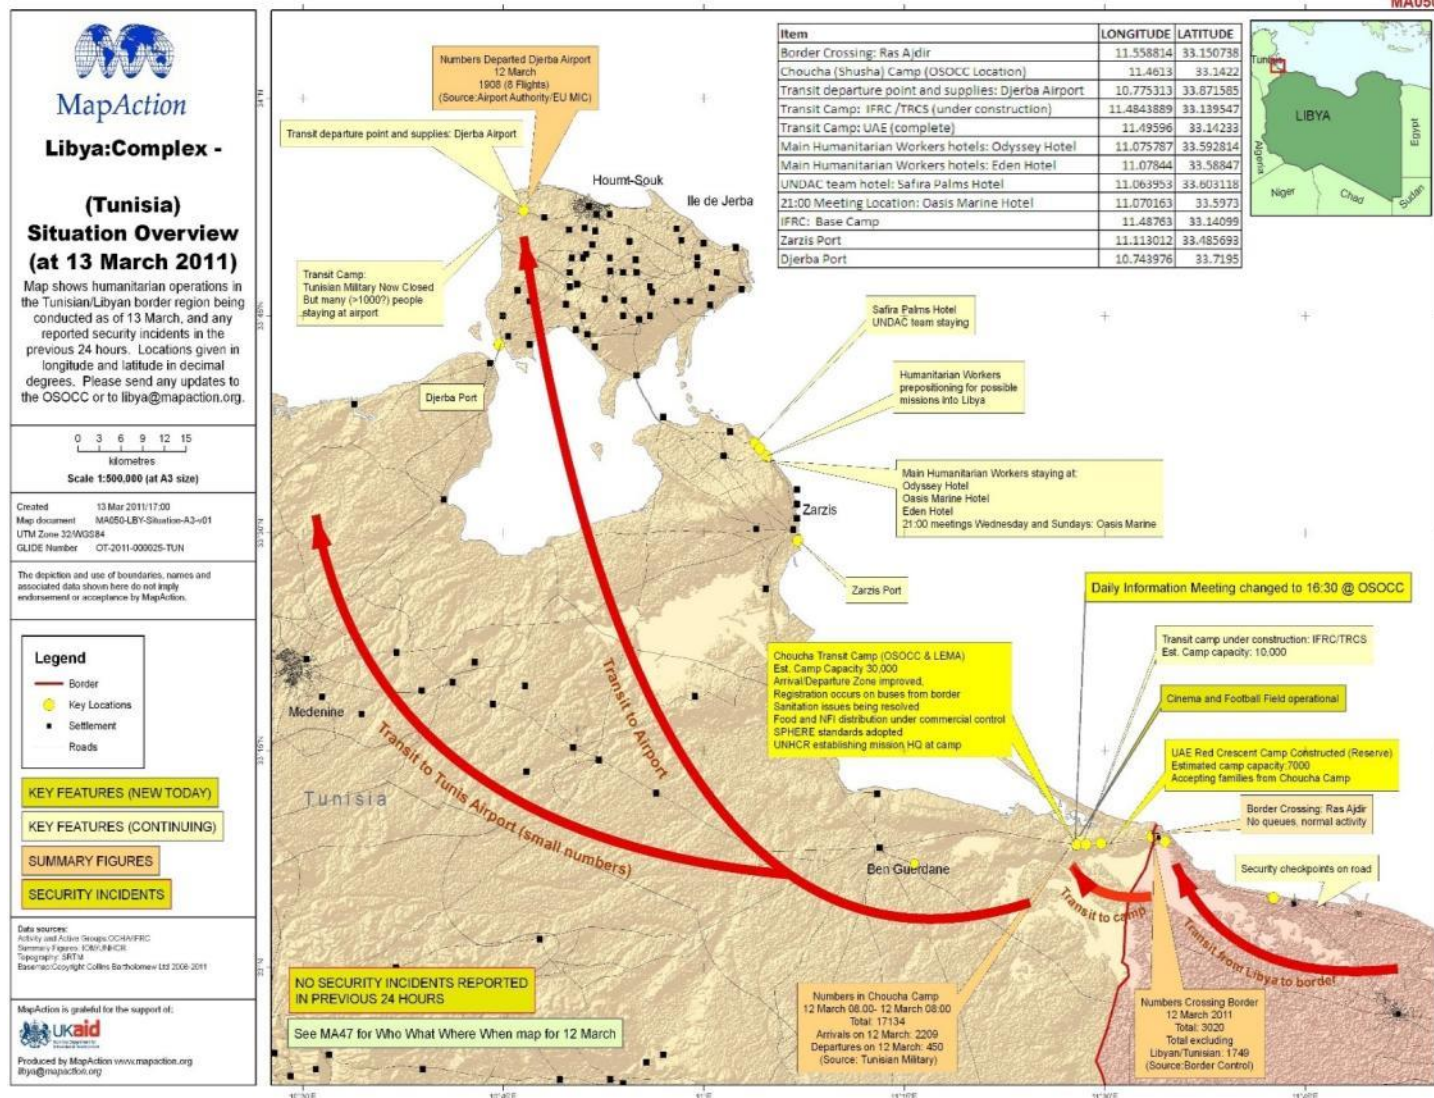 MA050
MapAction
Libya:Complex -
(Tunisia)
Situation Overview
(at 13 March 2011)
Map shows humanitarian operations in
the Tunisian/Libyan border region being
conducted as of 13 March, and any
reported security incidents in the
previous 24 hours. Locations given in
longitude and latitude in decimal
degrees. Please send any updates to
the OSOCC or to libya@mapaction.org.
0 3 6 9 12 15
kilometres
Scale 1:500,000 (at A3 size)
Created 13 Mar 2011/17:00
Map document MA050-LBY-Situation-A3-v01
UTM Zone 32/WGS84
GLIDE Number OT-2011-000025-TUN
The depiction and use of boundaries, names and
associated data shown here do not imply
endorsement or acceptance by MapAction.
Legend
Border
Key Locations
Settlement
Roads
KEY FEATURES (NEW TODAY)
KEY FEATURES (CONTINUING)
SUMMARY FIGURES
SECURITY INCIDENTS
Data sources:
Activity and Active Groups:OCHA/IFRC
Summary Figures: IOM/UNHCR
Topography: SRTM
Basemap:Copyright Collins Bartholomew Ltd 2006-2011
MapAction is grateful for the support of:
UKaid
Produced by MapAction www.mapaction.org
libya@mapaction.org
Numbers Departed Djerba Airport
12 March
1908 (8 Flights)
(Source:Airport Authority/EU MIC)
Transit departure point and supplies: Djerba Airport
Houmt-Souk
Ile de Jerba
Transit Camp:
Tunisian Military Now Closed
But many (>1000?) people
staying at airport
Djerba Port
Item LONGITUDE LATITUDE
Border Crossing: Ras Ajdir 11.558814 33.150738
Choucha (Shusha) Camp (OSOCC Location) 11.4613 33.1422
Transit departure point and supplies: Djerba Airport 10.775313 33.871585
Transit Camp: IFRC /TRCS (under construction) 11.4843889 33.139547
Transit Camp: UAE (complete) 11.49596 33.14233
Main Humanitarian Workers hotels: Odyssey Hotel 11.075787 33.592814
Main Humanitarian Workers hotels: Eden Hotel 11.07844 33.58847
UNDAC team hotel: Safira Palms Hotel 11.063953 33.603118
21:00 Meeting Location: Oasis Marine Hotel 11.070163 33.5973
IFRC: Base Camp 11.48763 33.14099
Zarzis Port 11.113012 33.485693
Djerba Port 10.743976 33.7195
Tunisia
LIBYA
Egypt
Algeria
Niger
Chad
Sudan
Safira Palms Hotel
UNDAC team staying
Humanitarian Workers
prepositioning for possible
missions into Libya
Main Humanitarian Workers staying at:
Odyssey Hotel
Oasis Marine Hotel
Eden Hotel
21:00 meetings Wednesday and Sundays: Oasis Marine
Zarzis
Zarzis Port
Daily Information Meeting changed to 16:30 @ OSOCC
Transit camp under construction: IFRC/TRCS
Est. Camp capacity: 10,000
Choucha Transit Camp (OSOCC & LEMA)
Est. Camp Capacity 30,000
Arrival/Departure Zone improved,
Registration occurs on buses from border
Sanitation issues being resolved
Food and NFI distribution under commercial control
SPHERE standards adopted
UNHCR establishing mission HQ at camp
Cinema and Football Field operational
UAE Red Crescent Camp Constructed (Reserve)
Estimated camp capacity:7000
Accepting families from Choucha Camp
Border Crossing: Ras Ajdir
No queues, normal activity
Security checkpoints on road
Medenine
Tunisia
Ben Guerdane
Transit to Airport
Transit to Tunis Airport (small numbers)
Transit to camp
Transit from Libya to border
NO SECURITY INCIDENTS REPORTED
IN PREVIOUS 24 HOURS
See MA47 for Who What Where When map for 12 March
Numbers in Choucha Camp
12 March 08.00- 12 March 08:00
Total: 17134
Arrivals on 12 March: 2209
Departures on 12 March: 450
(Source: Tunisian Military)
Numbers Crossing Border
12 March 2011
Total: 3020
Total excluding
Libyan/Tunisian: 1749
(Source:Border Control)